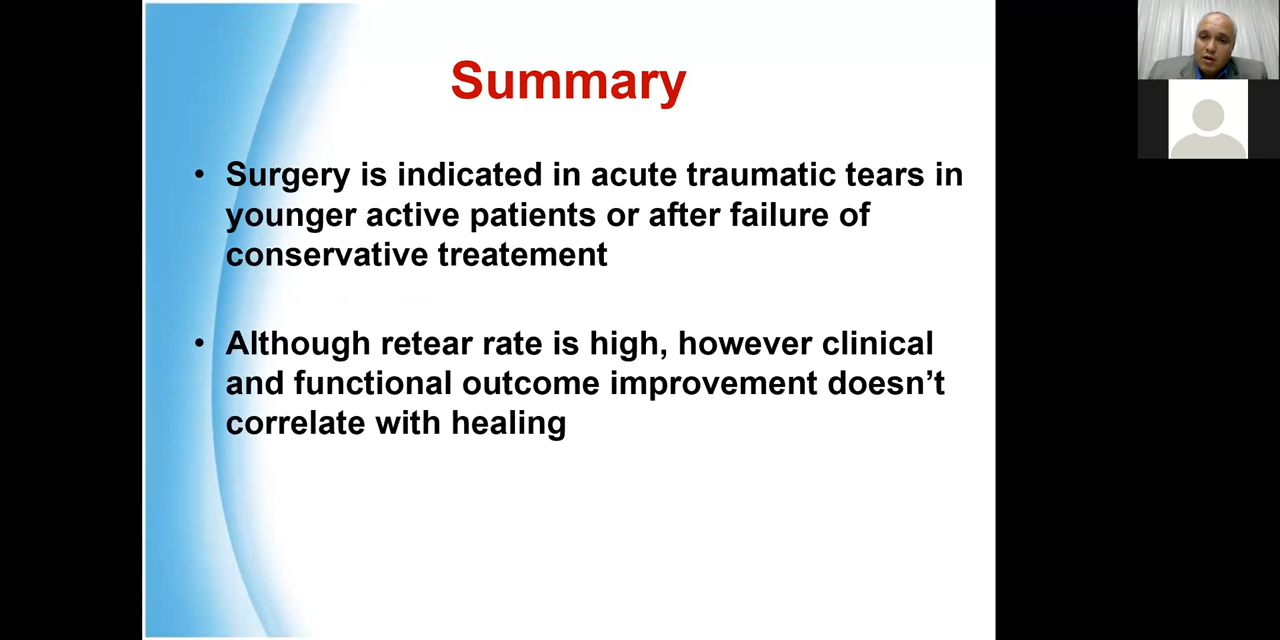 Summary
• Surgery is indicated in acute traumatic tears in
younger active patients or after failure of
conservative treatement
• Although retear rate is high, however clinical
and functional outcome improvement doesn’t
correlate with healing